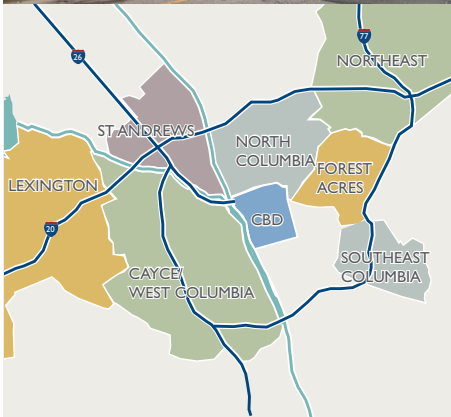 77
26
NORTHEAST
ST ANDREWS
NORTH
COLUMBIA
FOREST
ACRES
LEXINGTON
CBD
20
SOUTHEAST
COLUMBIA
CAYCE/
WEST COLUMBIA